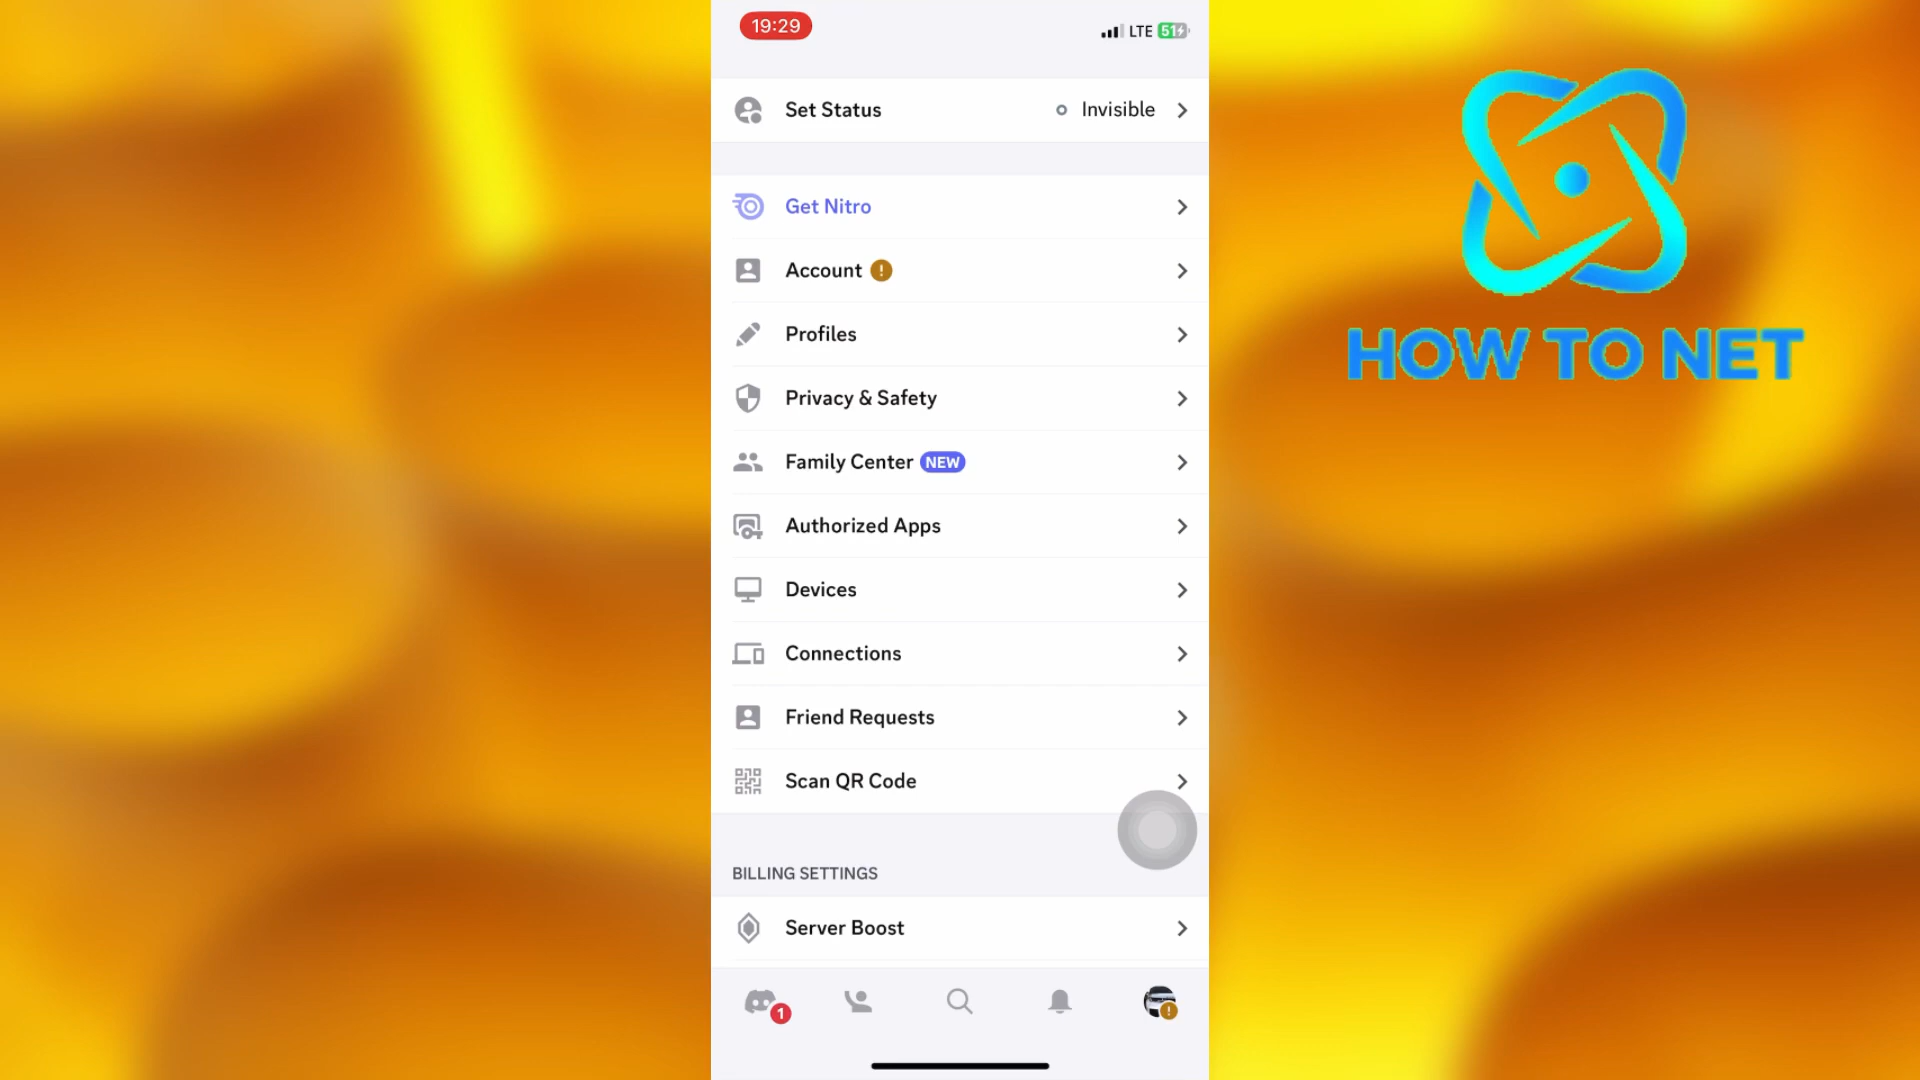 19:29
LTE 51
Set Status
Invisible
Get Nitro
Account !
Profiles
Privacy & Safety
Family Center NEW
Authorized Apps
Devices
Connections
Friend Requests
Scan QR Code
BILLING SETTINGS
Server Boost
1
!
HOW TO NET